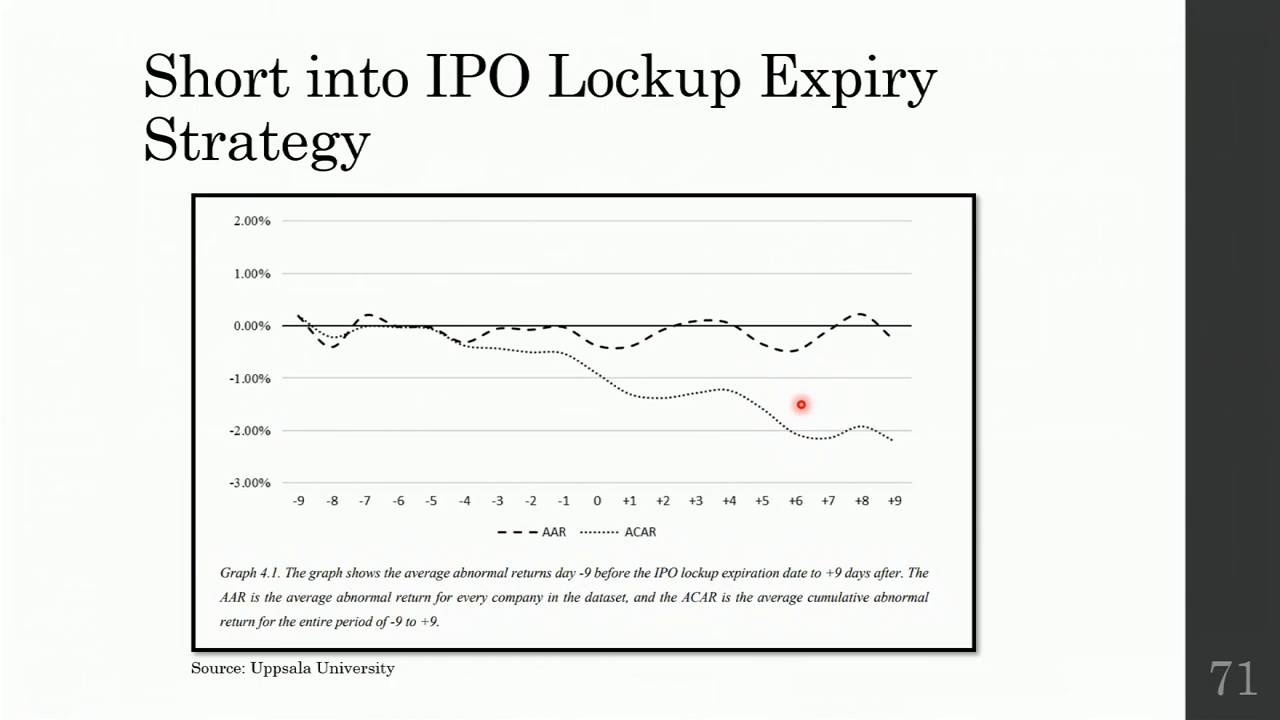 Short into IPO Lockup Expiry
Strategy
2.00%
1.00%
0.00%
-1.00%
-2.00%
-3.00%
-9 -8 -7 -6 -5 -4 -3 -2 -1 0 +1 +2 +3 +4 +5 +6 +7 +8 +9
AAR ACAR
Graph 4.1. The graph shows the average abnormal returns day -9 before the IPO lockup expiration date to +9 days after. The
AAR is the average abnormal return for every company in the dataset, and the ACAR is the average cumulative abnormal
return for the entire period of -9 to +9.
Source: Uppsala University
71